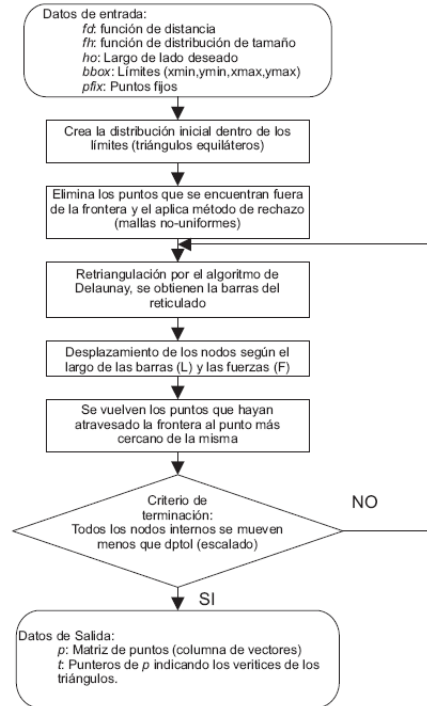 Datos de entrada:
fd: función de distancia
fh: función de distribución de tamaño
ho: Largo de lado deseado
bbox: Límites (xmin,ymin,xmax,ymax)
pfix: Puntos fijos
Crea la distribución inicial dentro de los
límites (triángulos equiláteros)
Elimina los puntos que se encuentran fuera
de la frontera y el aplica método de rechazo
(mallas no-uniformes)
Retriangulación por el algoritmo de
Delaunay, se obtienen la barras del
reticulado
Desplazamiento de los nodos según el
largo de las barras (L) y las fuerzas (F)
Se vuelven los puntos que hayan
atravesado la frontera al punto más
cercano de la misma
Criterio de
terminación:
Todos los nodos internos se mueven
menos que dptol (escalado)
NO
SI
Datos de Salida:
p: Matriz de puntos (columna de vectores)
t: Punteros de p indicando los veritices de los
triángulos.